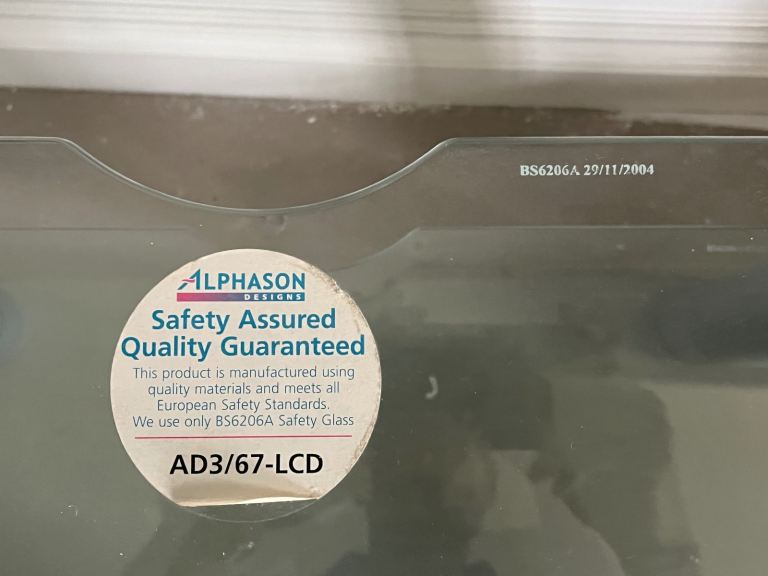 BS6206A 29/11/2004
ALPHASON
DESIGNS
Safety Assured
Quality Guaranteed
This product is manufactured using
quality materials and meets all
European Safety Standards.
We use only BS6206A Safety Glass
AD3/67-LCD